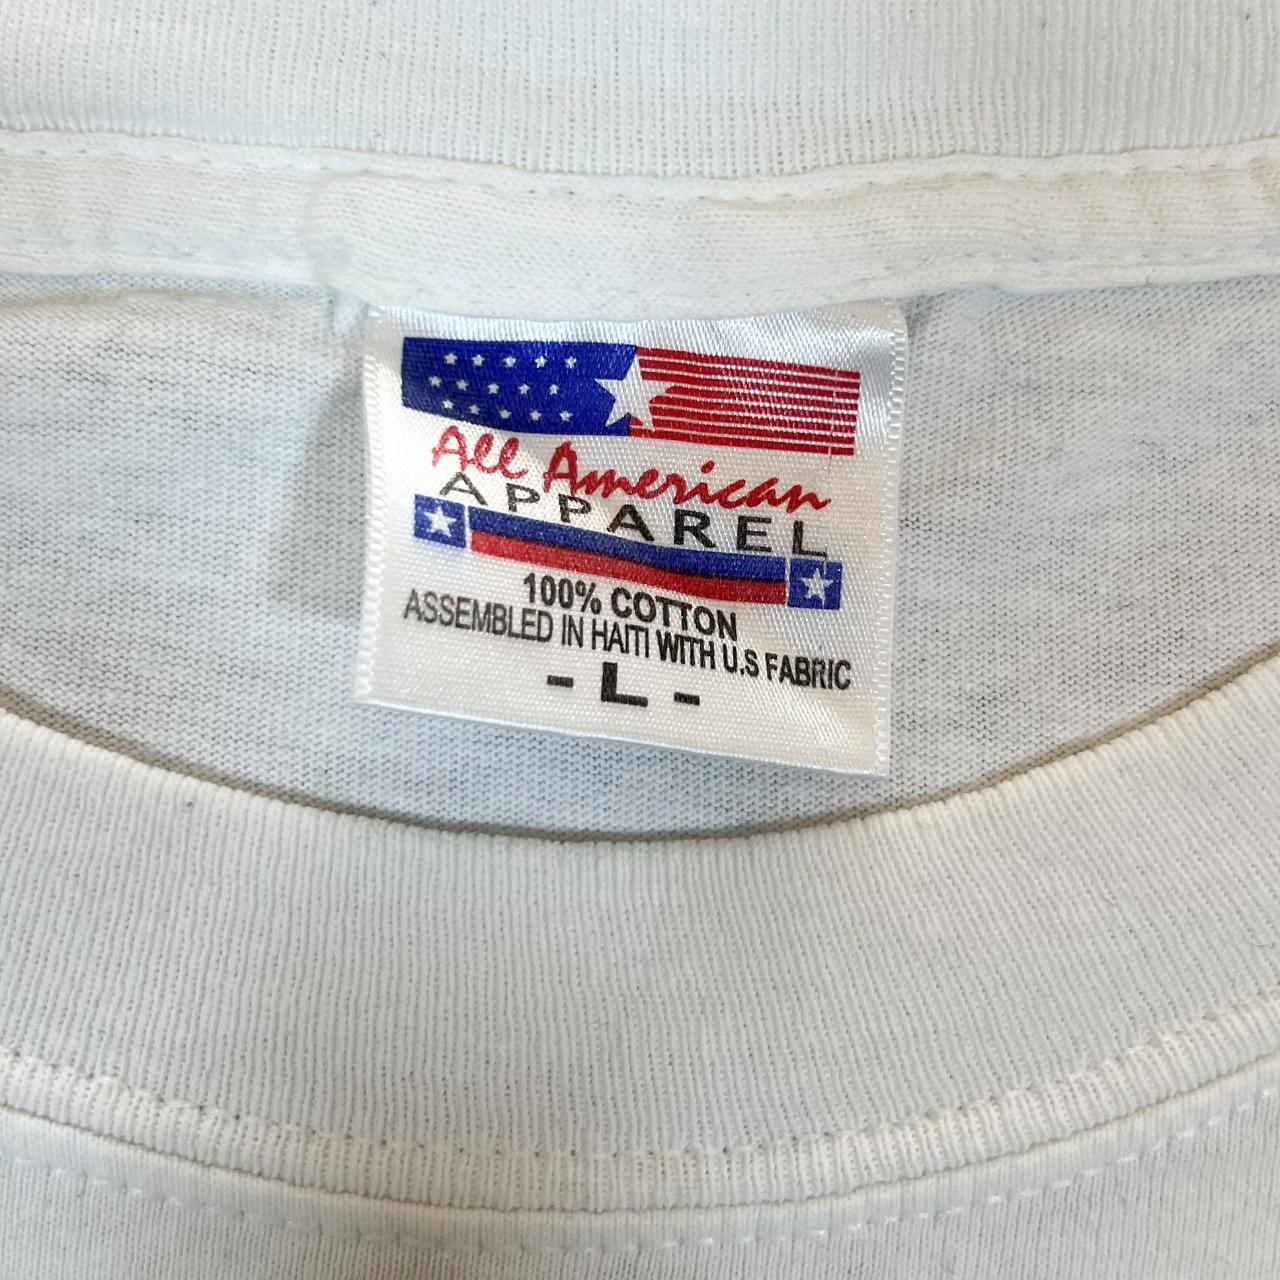 All American
APPAREL
100% COTTON
ASSEMBLED IN HAITI WITH U.S FABRIC
- L -